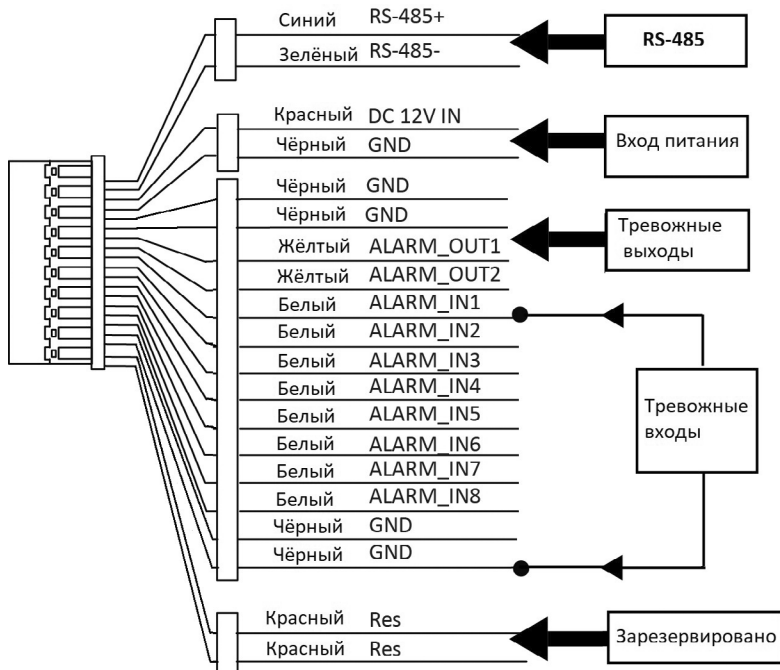 Синий RS-485+
Зелёный RS-485-
RS-485
Красный DC 12V IN
Чёрный GND
Вход питания
Чёрный GND
Чёрный GND
Жёлтый ALARM_OUT1
Жёлтый ALARM_OUT2
Тревожные
выходы
Белый ALARM_IN1
Белый ALARM_IN2
Белый ALARM_IN3
Белый ALARM_IN4
Белый ALARM_IN5
Белый ALARM_IN6
Белый ALARM_IN7
Белый ALARM_IN8
Чёрный GND
Чёрный GND
Тревожные
входы
Красный Res
Красный Res
Зарезервировано